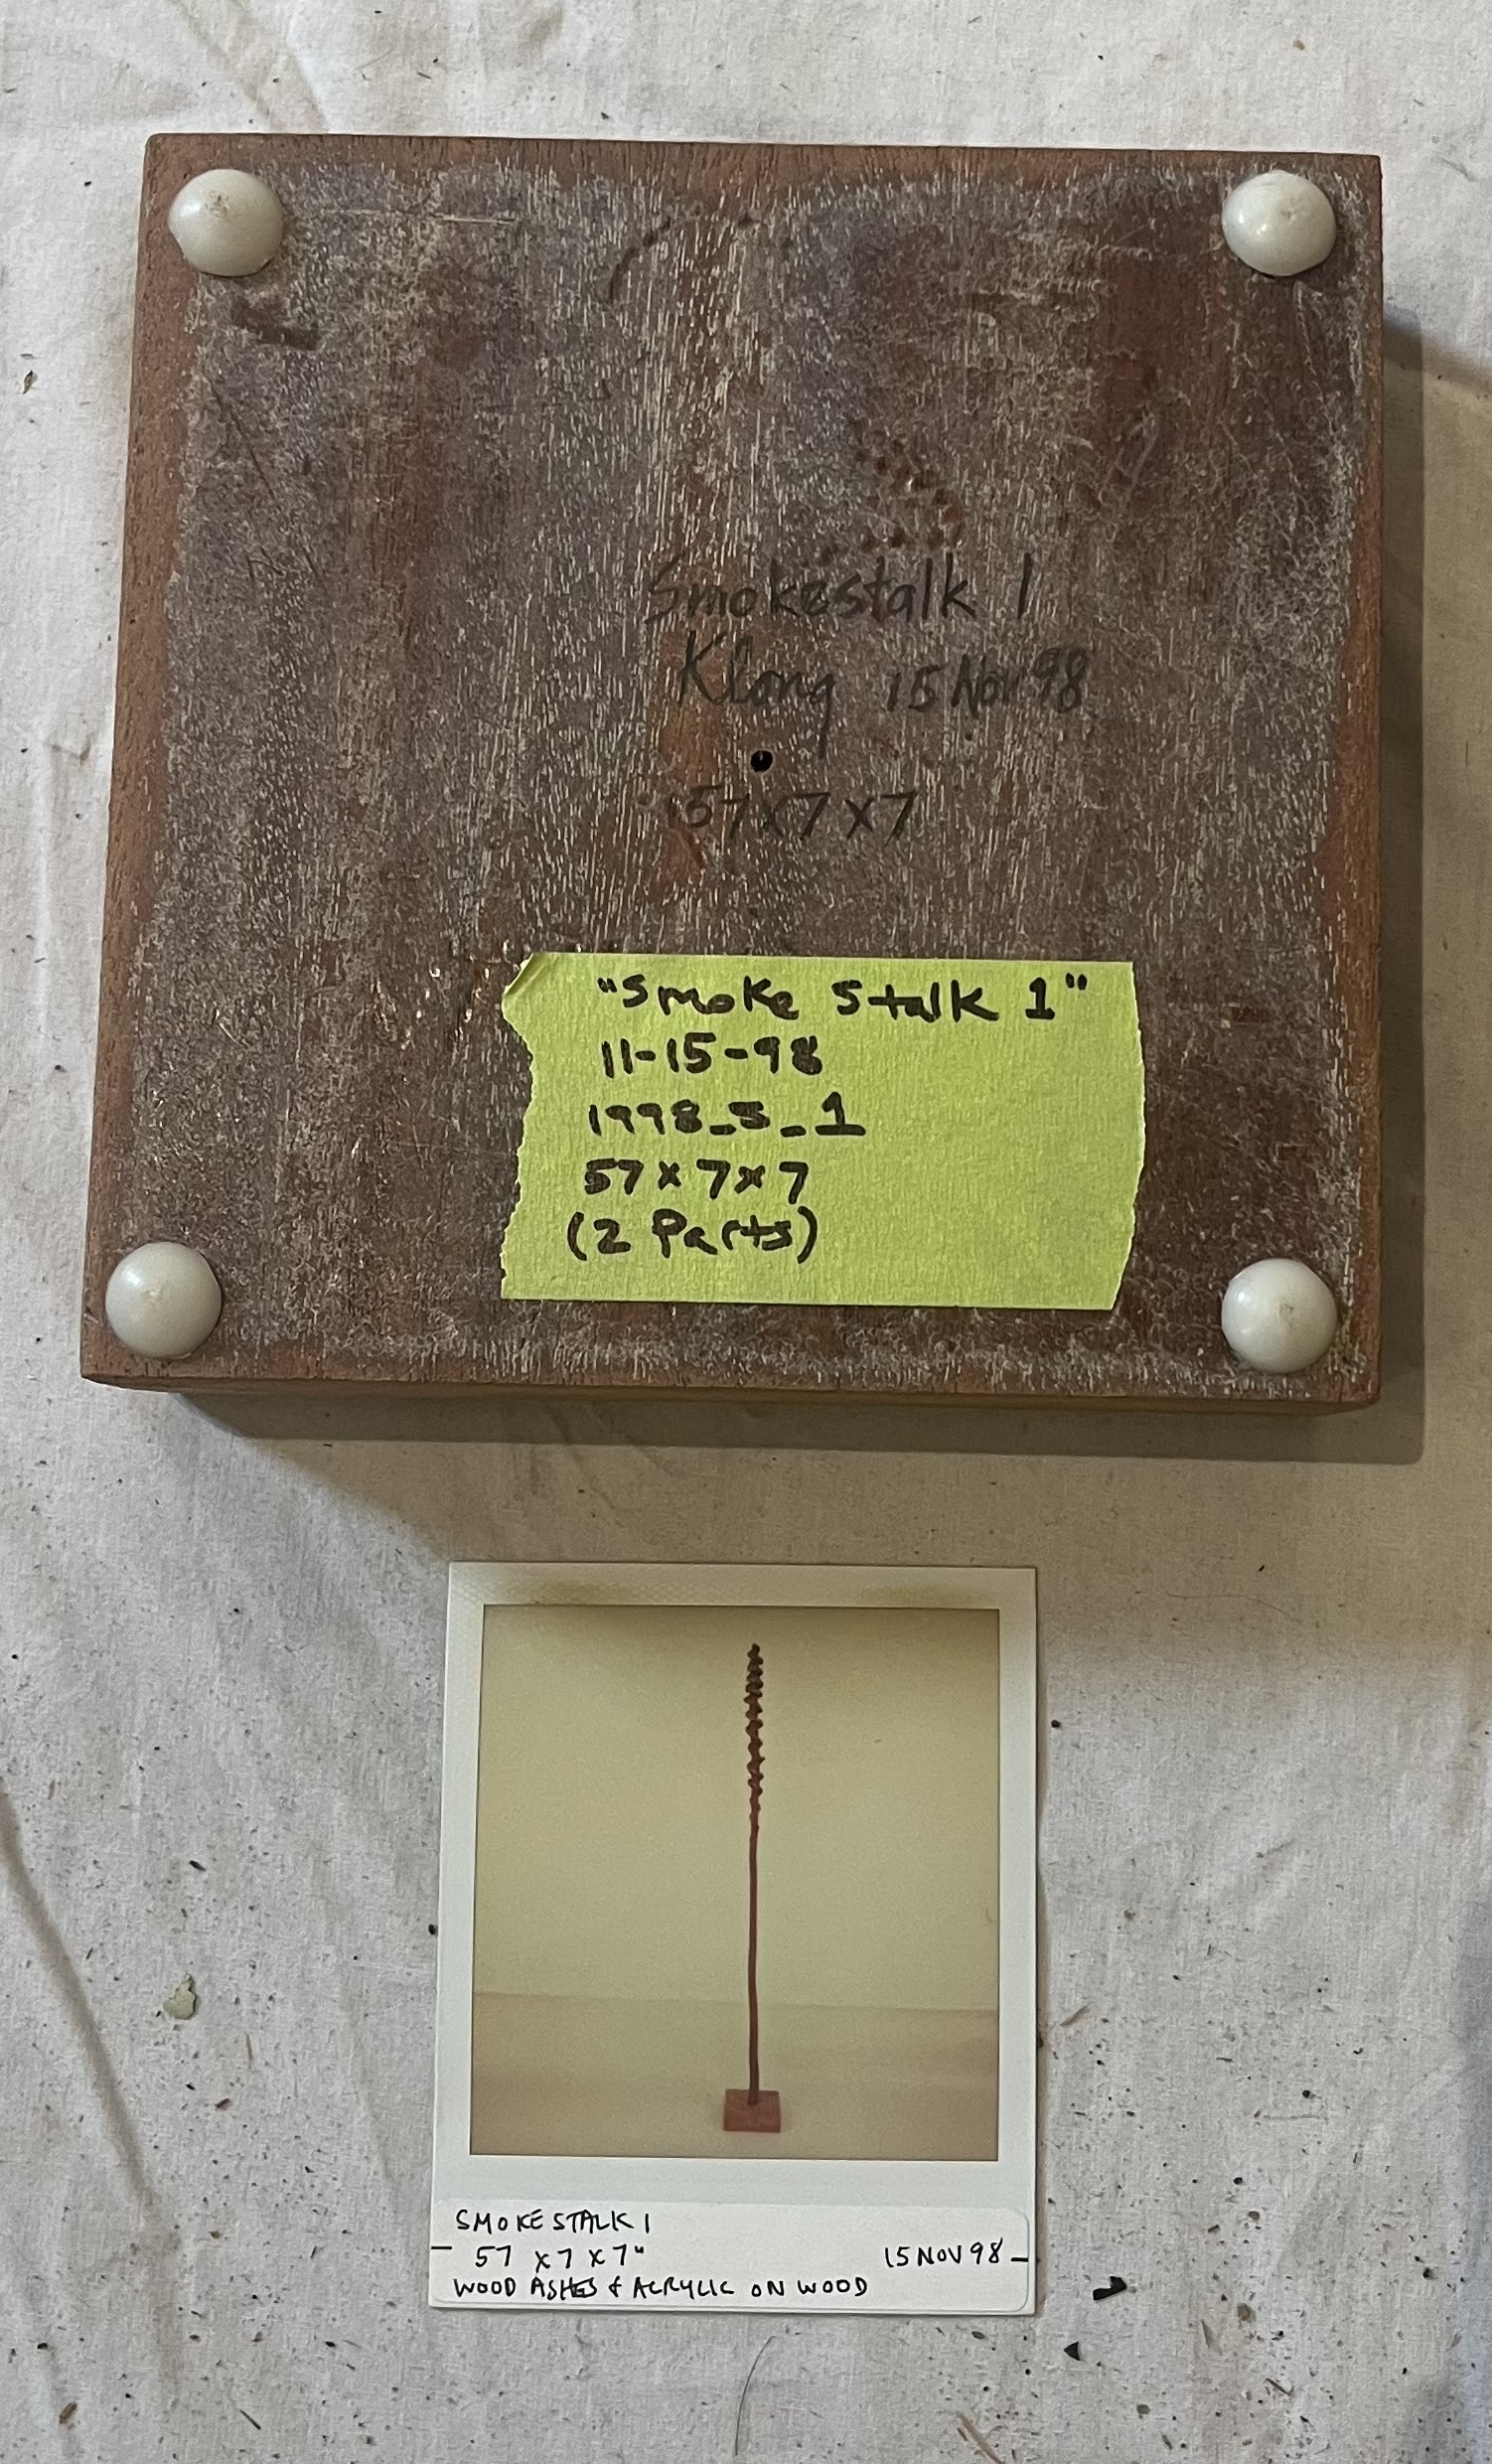 Smokestalk 1
Klong 15 Nov 98
57x7x7
"Smoke Stalk 1"
11-15-98
1998_S_1
57x7x7
(2 Parts)
SMOKESTALK 1
57 x 7 x 7"
15 NOV 98
WOOD ASHES & ACRYLIC ON WOOD